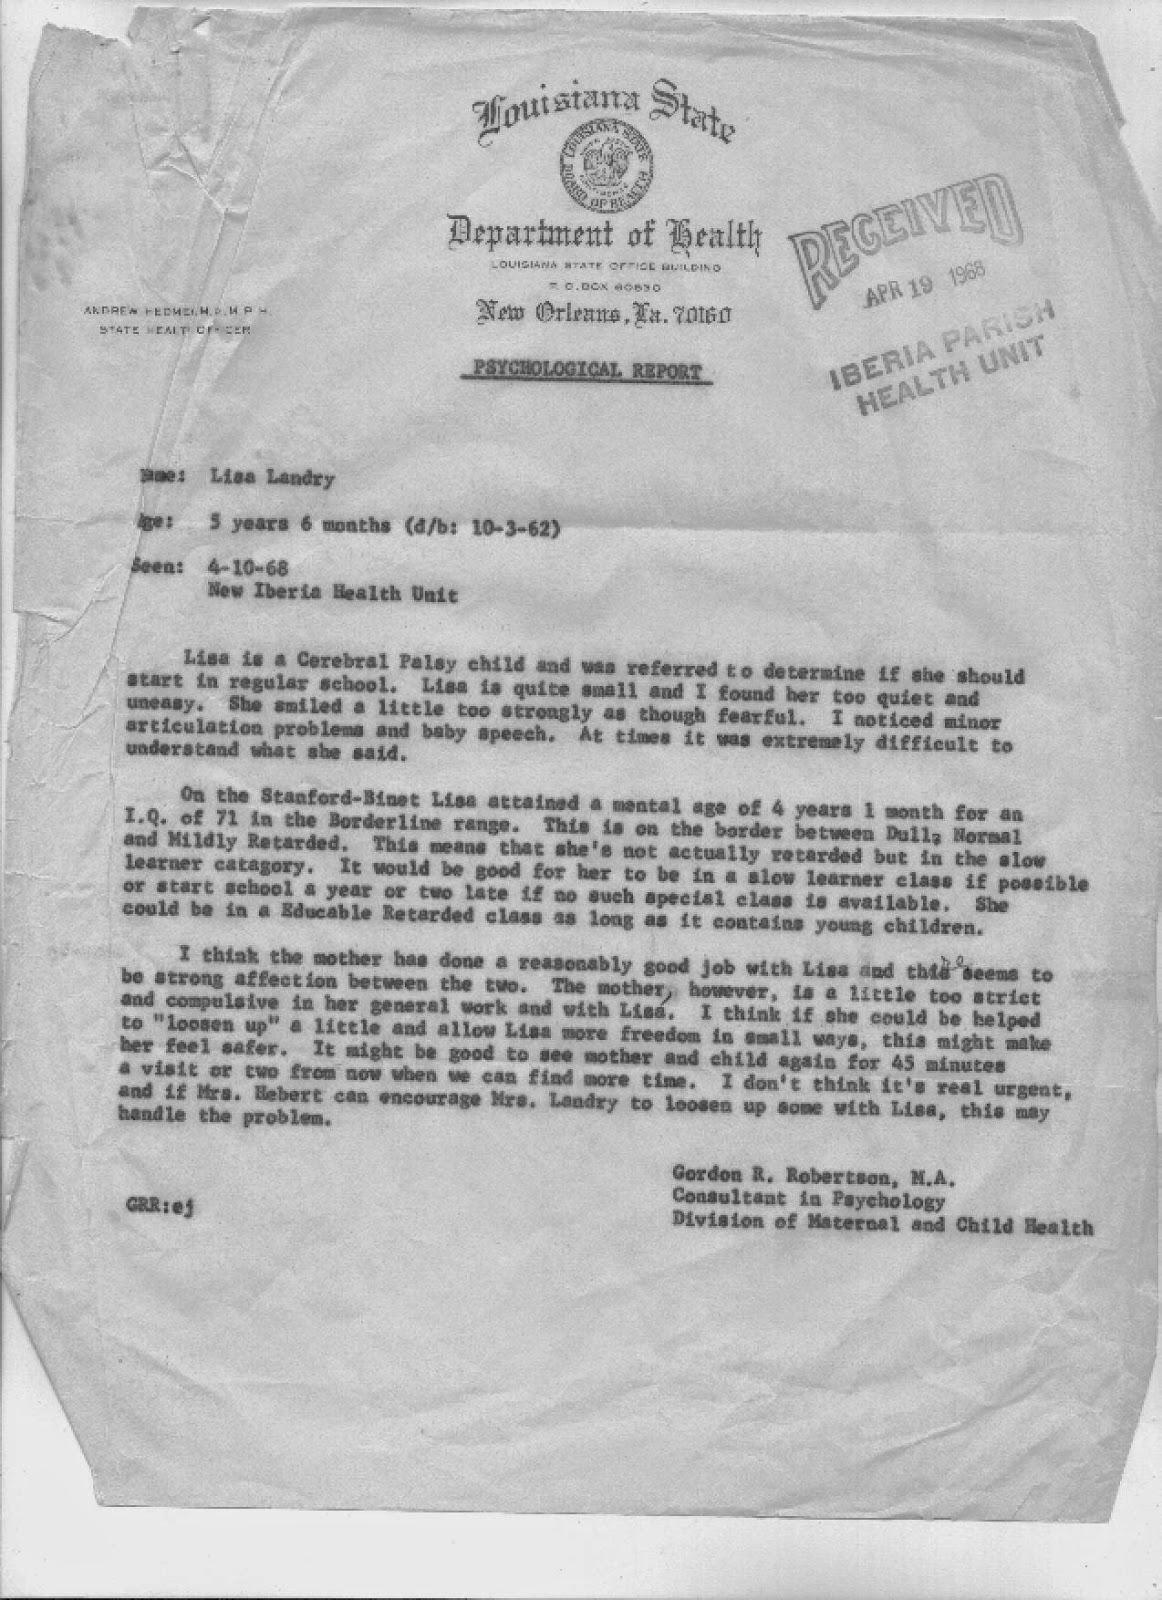 Louisiana State
LOUISIANA STATE
BOARD OF HEALTH
Department of Health
LOUISIANA STATE OFFICE BUILDING
P. O. BOX 60630
New Orleans, La. 70160
RECEIVED
APR 19 1968
IBERIA PARISH
HEALTH UNIT
ANDREW M.D., M.P.H.
STATE HEALTH OFFICER
PSYCHOLOGICAL REPORT
Name: Lisa Landry
Age: 5 years 6 months (d/b: 10-3-62)
Seen: 4-10-68
New Iberia Health Unit
Lisa is a Cerebral Palsy child and was referred to determine if she should
start in regular school. Lisa is quite small and I found her too quiet and
uneasy. She smiled a little too strongly as though fearful. I noticed minor
articulation problems and baby speech. At times it was extremely difficult to
understand what she said.
On the Stanford-Binet Lisa attained a mental age of 4 years 1 month for an
I.Q. of 71 in the Borderline range. This is on the border between Dull; Normal
and Mildly Retarded. This means that she's not actually retarded but in the slow
learner catagory. It would be good for her to be in a slow learner class if possible
or start school a year or two late if no such special class is available. She
could be in a Educable Retarded class as long as it contains young children.
I think the mother has done a reasonably good job with Lisa and this seems to
be strong affection between the two. The mother, however, is a little too strict
and compulsive in her general work and with Lisa. I think if she could be helped
to "loosen up" a little and allow Lisa more freedom in small ways, this might make
her feel safer. It might be good to see mother and child again for 45 minutes
a visit or two from now when we can find more time. I don't think it's real urgent,
and if Mrs. Hebert can encourage Mrs. Landry to loosen up some with Lisa, this may
handle the problem.
Gordon R. Robertson, M.A.
Consultant in Psychology
Division of Maternal and Child Health
GRR:ej